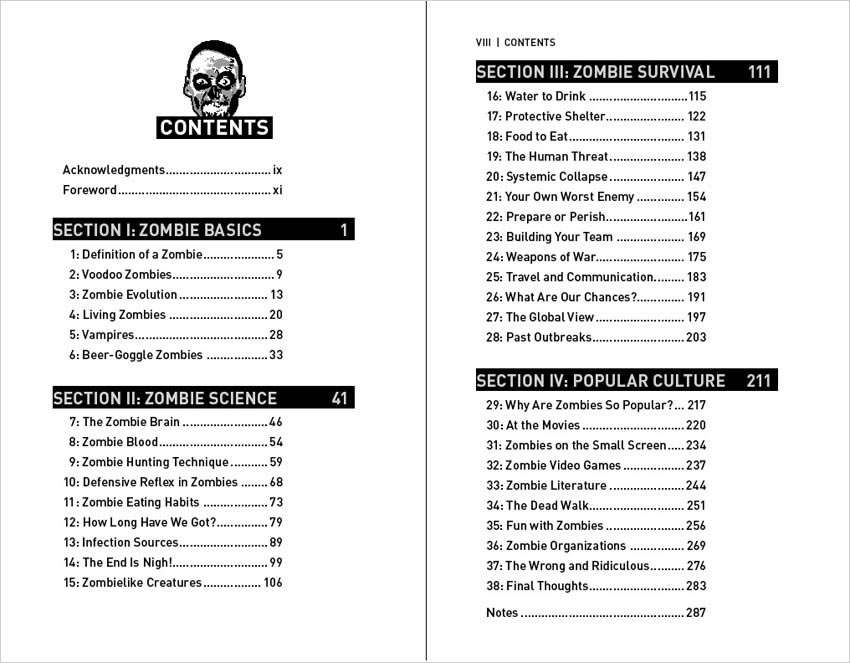 CONTENTS
Acknowledgments............................... ix
Foreword............................................. xi
SECTION I: ZOMBIE BASICS 1
1: Definition of a Zombie.................... 5
2: Voodoo Zombies............................ 9
3: Zombie Evolution.......................... 13
4: Living Zombies ............................. 20
5: Vampires....................................... 28
6: Beer-Goggle Zombies .................. 33
SECTION II: ZOMBIE SCIENCE 41
7: The Zombie Brain ......................... 46
8: Zombie Blood................................ 54
9: Zombie Hunting Technique........... 59
10: Defensive Reflex in Zombies ....... 68
11: Zombie Eating Habits ................... 73
12: How Long Have We Got?............... 79
13: Infection Sources.......................... 89
14: The End Is Nigh!............................ 99
15: Zombielike Creatures................. 106
VIII | CONTENTS
SECTION III: ZOMBIE SURVIVAL 111
16: Water to Drink .............................115
17: Protective Shelter....................... 122
18: Food to Eat.................................. 131
19: The Human Threat...................... 138
20: Systemic Collapse...................... 147
21: Your Own Worst Enemy .............. 154
22: Prepare or Perish........................161
23: Building Your Team .................... 169
24: Weapons of War.......................... 175
25: Travel and Communication......... 183
26: What Are Our Chances?.............. 191
27: The Global View.......................... 197
28: Past Outbreaks........................... 203
SECTION IV: POPULAR CULTURE 211
29: Why Are Zombies So Popular?... 217
30: At the Movies .............................. 220
31: Zombies on the Small Screen..... 234
32: Zombie Video Games .................. 237
33: Zombie Literature ...................... 244
34: The Dead Walk............................ 251
35: Fun with Zombies ....................... 256
36: Zombie Organizations ................ 269
37: The Wrong and Ridiculous.......... 276
38: Final Thoughts............................ 283
Notes ................................................ 287